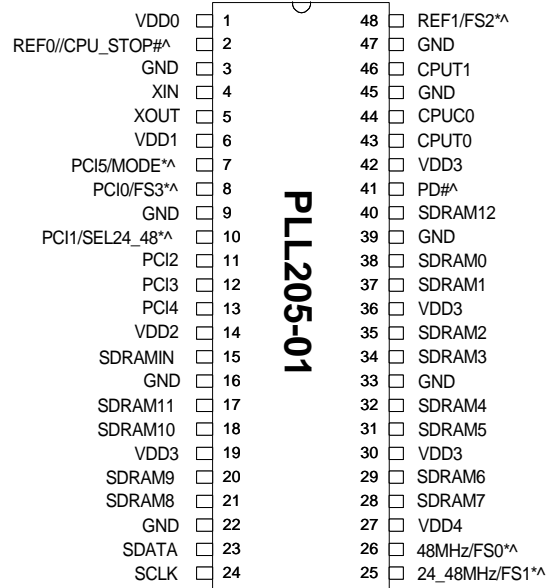 VDD0 1 48 REF1/FS2*^
REF0//CPU_STOP#^ 2 47 GND
GND 3 46 CPUT1
XIN 4 45 GND
XOUT 5 44 CPUC0
VDD1 6 43 CPUT0
PCI5/MODE*^ 7 42 VDD3
PCI0/FS3*^ 8 41 PD#^
GND 9 40 SDRAM12
PCI1/SEL24_48*^ 10 39 GND
PCI2 11 38 SDRAM0
PCI3 12 37 SDRAM1
PCI4 13 36 VDD3
VDD2 14 35 SDRAM2
SDRAMIN 15 34 SDRAM3
GND 16 33 GND
SDRAM11 17 32 SDRAM4
SDRAM10 18 31 SDRAM5
VDD3 19 30 VDD3
SDRAM9 20 29 SDRAM6
SDRAM8 21 28 SDRAM7
GND 22 27 VDD4
SDATA 23 26 48MHz/FS0*^
SCLK 24 25 24_48MHz/FS1*^
PLL205-01